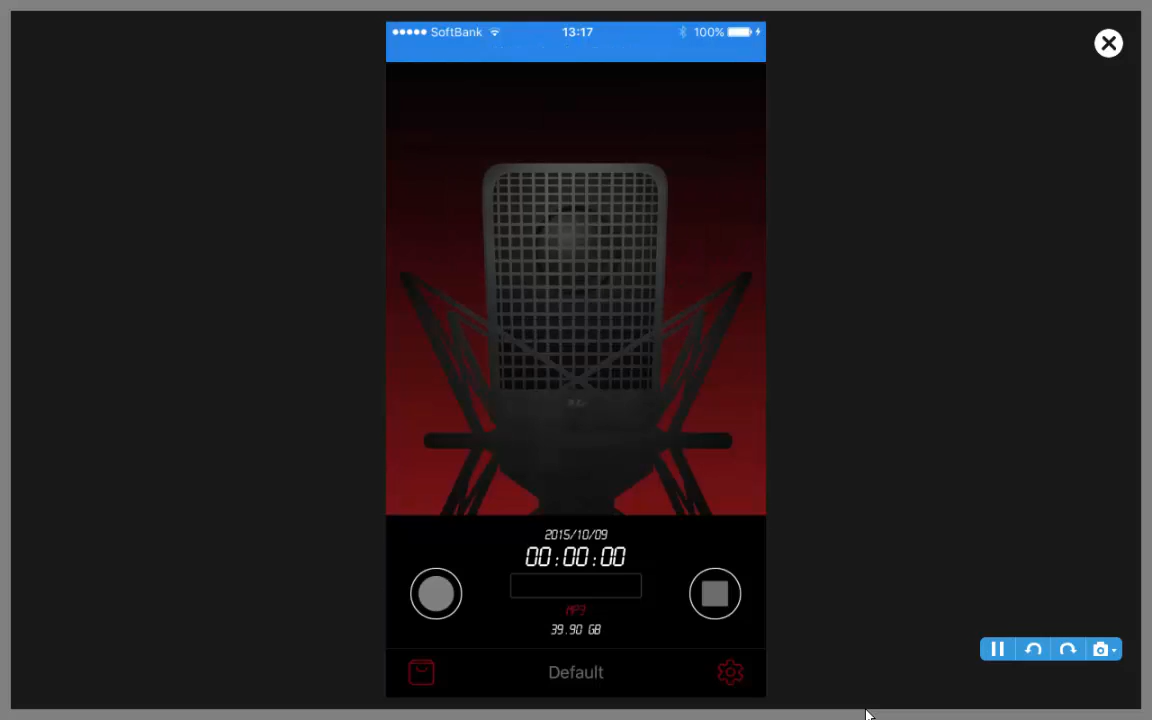 SoftBank 13:17 100%
2015/10/09
00:00:00
MP3
39.90 GB
Default